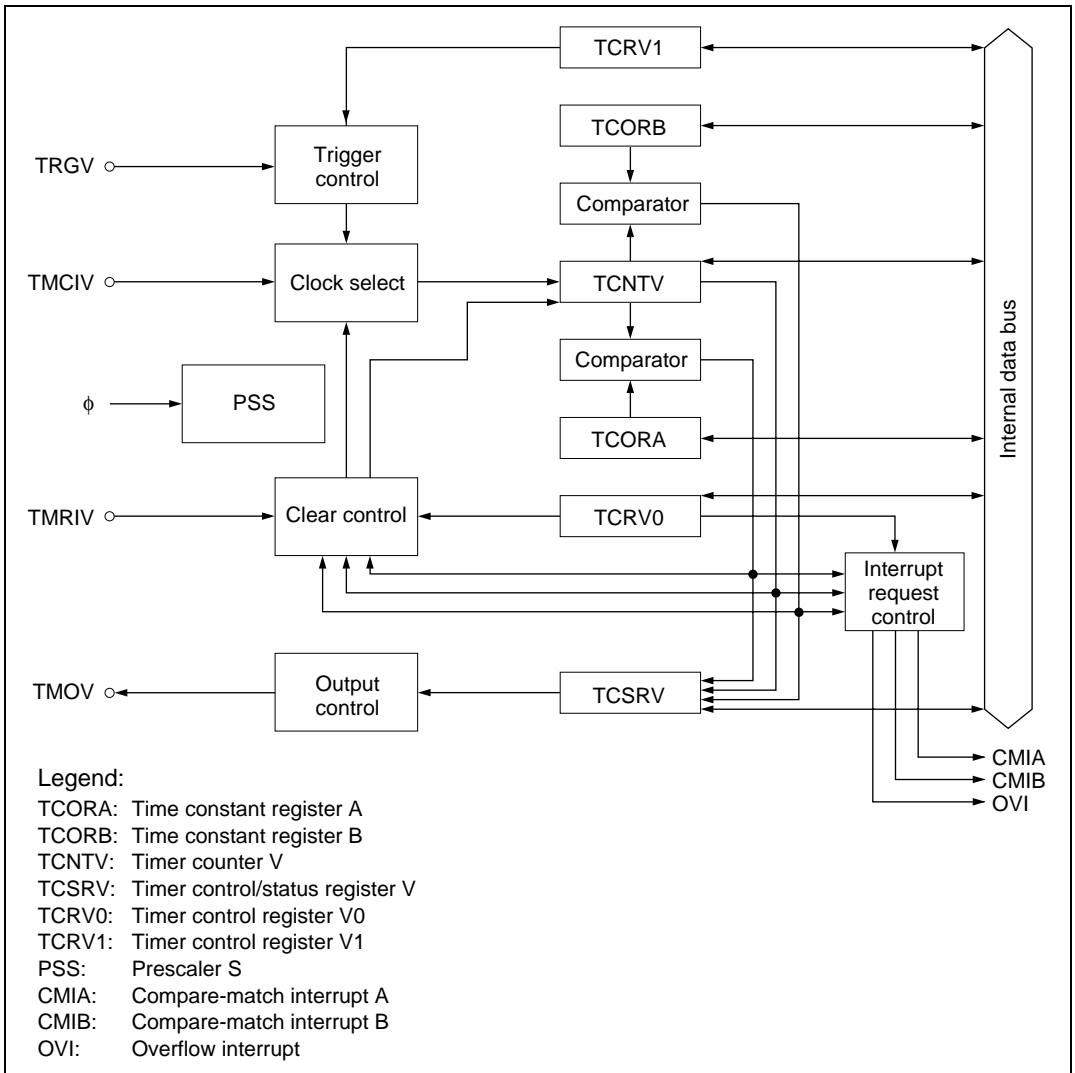 TCRV1
TCORB
TRGV
Trigger
control
Comparator
TMCIV
Clock select
TCNTV
Comparator
Internal data bus
φ
PSS
TCORA
TMRIV
Clear control
TCRV0
Interrupt
request
control
TMOV
Output
control
TCSRV
CMIA
CMIB
OVI
Legend:
TCORA: Time constant register A
TCORB: Time constant register B
TCNTV: Timer counter V
TCSRV: Timer control/status register V
TCRV0: Timer control register V0
TCRV1: Timer control register V1
PSS: Prescaler S
CMIA: Compare-match interrupt A
CMIB: Compare-match interrupt B
OVI: Overflow interrupt